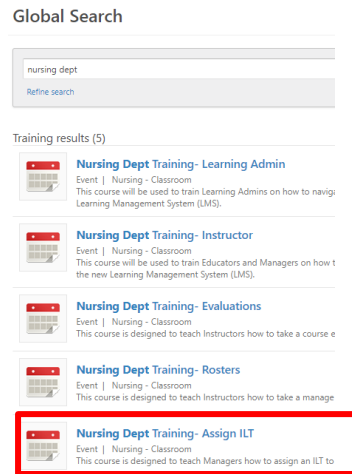 Global Search
nursing dept
Refine search
Training results (5)
Nursing Dept Training- Learning Admin
Event | Nursing - Classroom
This course will be used to train Learning Admins on how to naviga
Learning Management System (LMS).
Nursing Dept Training- Instructor
Event | Nursing - Classroom
This course will be used to train Educators and Managers on how t
the new Learning Management System (LMS).
Nursing Dept Training- Evaluations
Event | Nursing - Classroom
This course is designed to teach Instructors how to take a course e
Nursing Dept Training- Rosters
Event | Nursing - Classroom
This course is designed to teach Instructors how to take a manage
Nursing Dept Training- Assign ILT
Event | Nursing - Classroom
This course is designed to teach Managers how to assign an ILT to